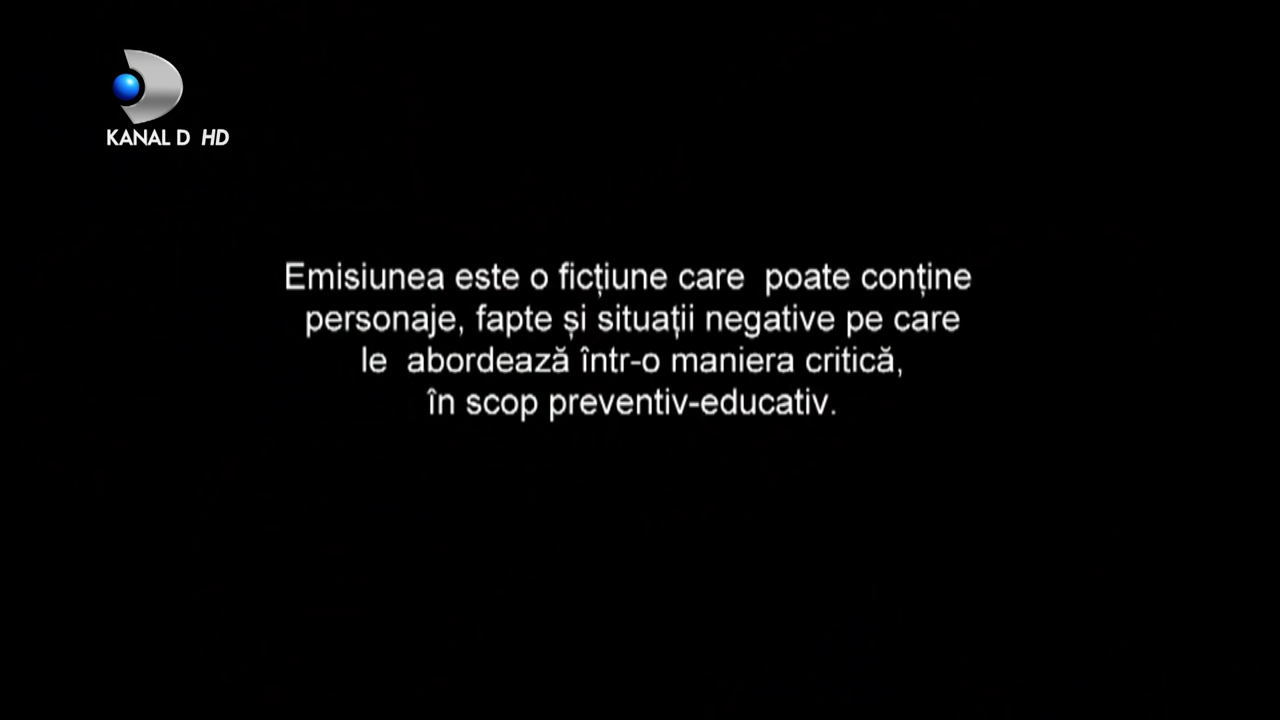 KANAL D HD
Emisiunea este o ficțiune care poate conține
personaje, fapte și situații negative pe care
le abordează într-o maniera critică,
în scop preventiv-educativ.